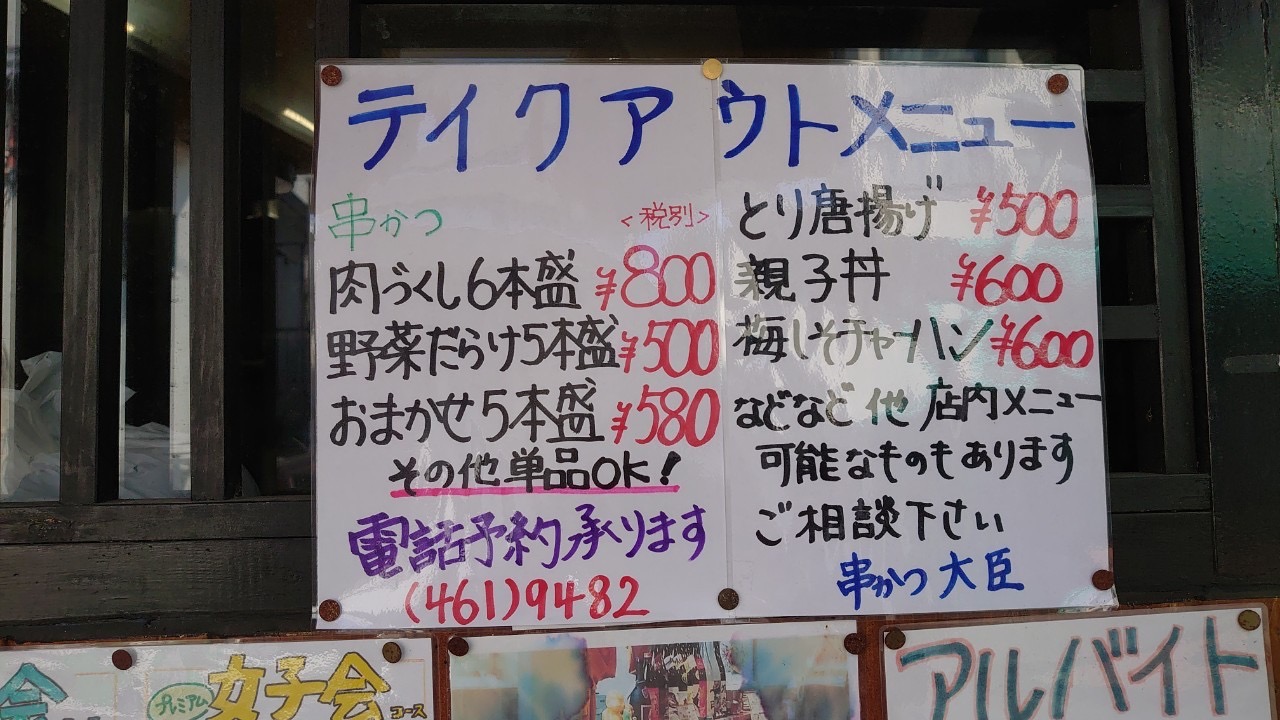 テイクアウトメニュー
串かつ <税別>
肉づくし6本盛 ¥800
野菜だらけ5本盛 ¥500
おまかせ5本盛 ¥580
その他単品OK!
電話予約承ります
(461)9482
とり唐揚げ ¥500
親子丼 ¥600
梅しそチャーハン ¥600
などなど他店内メニュー
可能なものもあります
ご相談下さい
串かつ大臣
会
プレミアム 女子会 コース
アルバイト